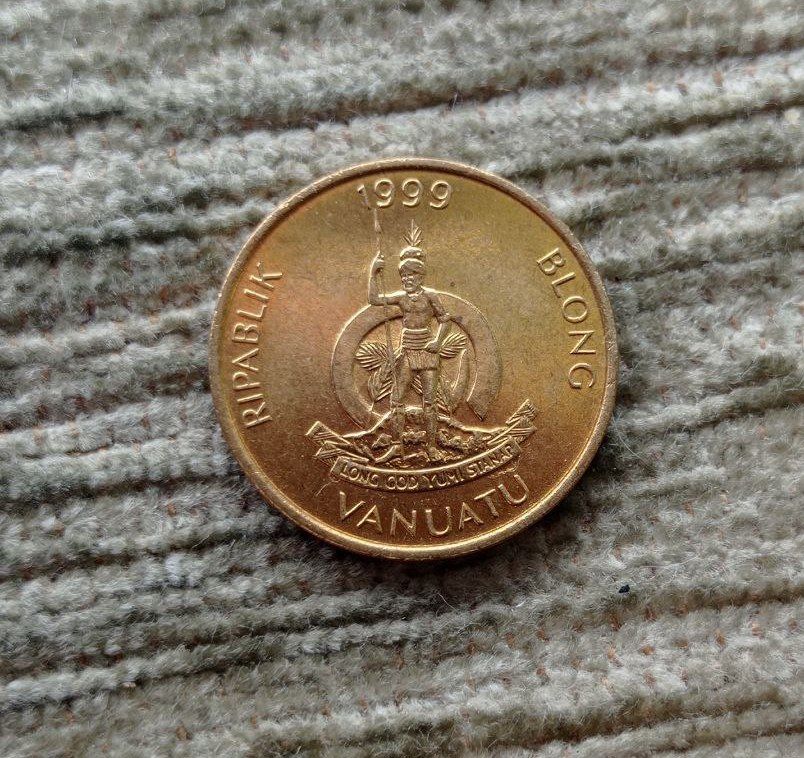 1999
RIPABLIK
BLONG
LONG GOD YUMI STANAP
VANUATU